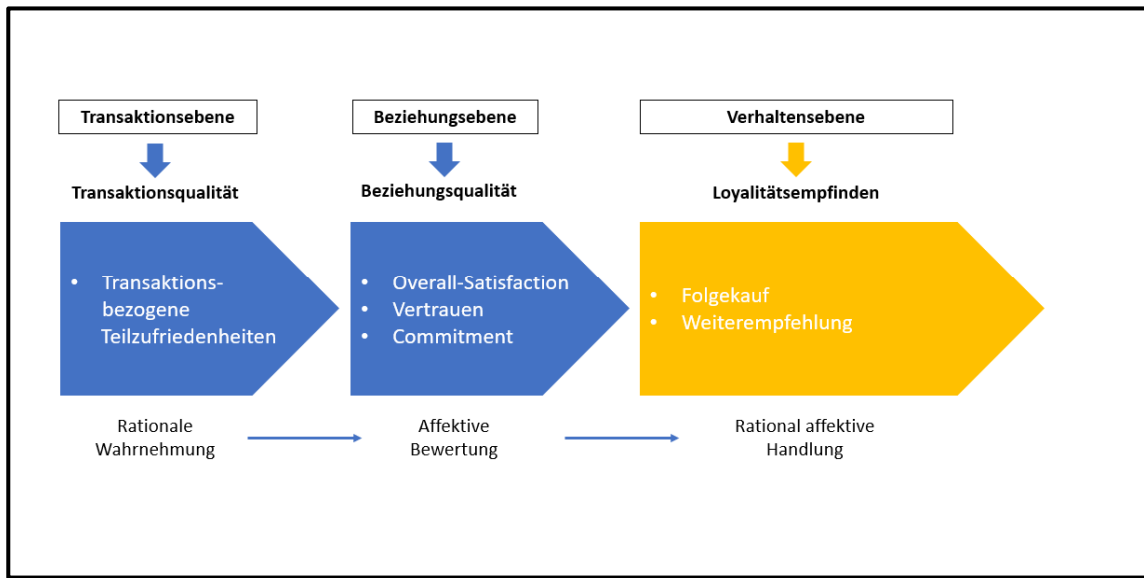 Transaktionsebene
Beziehungsebene
Verhaltensebene
Transaktionsqualität
Beziehungsqualität
Loyalitätsempfinden
• Transaktions-
bezogene
Teilzufriedenheiten
• Overall-Satisfaction
• Vertrauen
• Commitment
• Folgekauf
• Weiterempfehlung
Rationale
Wahrnehmung
Affektive
Bewertung
Rational affektive
Handlung